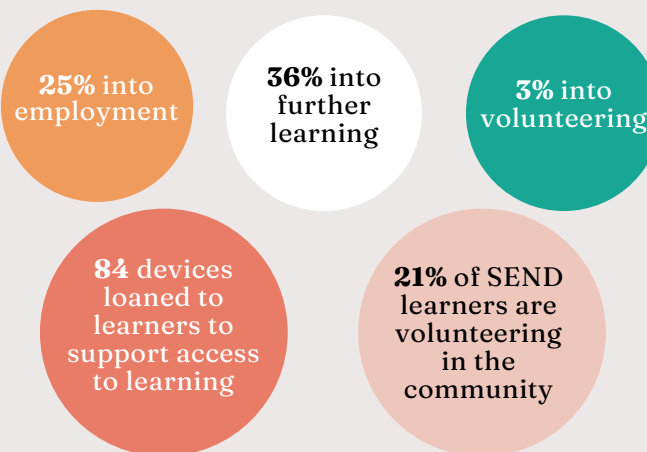 25% into
employment
36% into
further
learning
3% into
volunteering
84 devices
loaned to
learners to
support access
to learning
21% of SEND
learners are
volunteering
in the
community